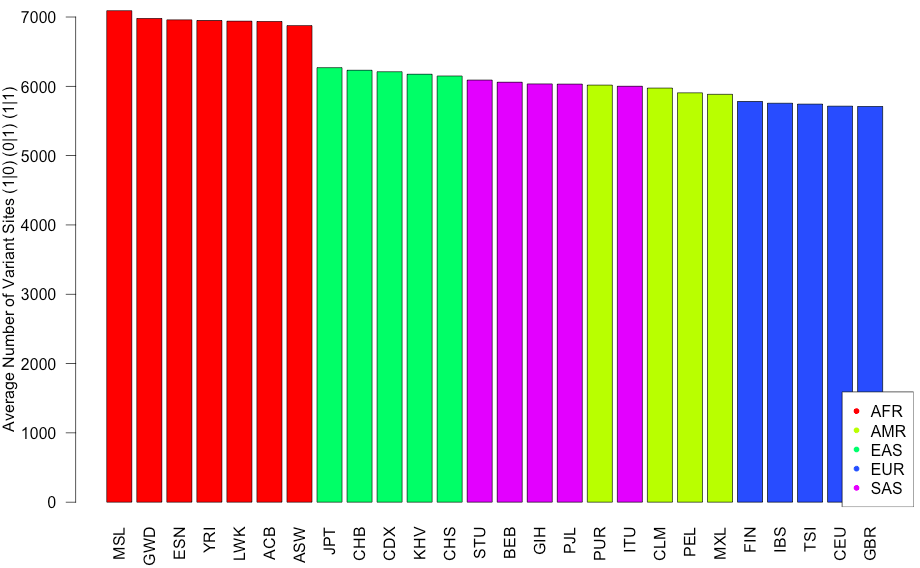 Average Number of Variant Sites (1|0) (0|1) (1|1)
7000
6000
5000
4000
3000
2000
1000
0
MSL
GWD
ESN
YRI
LWK
ACB
ASW
JPT
CHB
CDX
KHV
CHS
STU
BEB
GIH
PJL
PUR
ITU
CLM
PEL
MXL
FIN
IBS
TSI
CEU
GBR
AFR
AMR
EAS
EUR
SAS